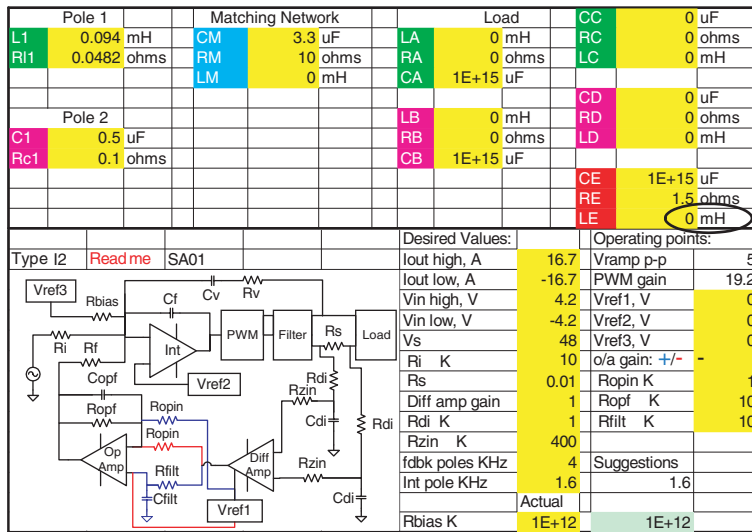 Pole 1 Matching Network Load CC 0 uF
L1 0.094 mH CM 3.3 uF LA 0 mH RC 0 ohms
Rl1 0.0482 ohms RM 10 ohms RA 0 ohms LC 0 mH
LM 0 mH CA 1E+15 uF
CD 0 uF
Pole 2 LB 0 mH RD 0 ohms
C1 0.5 uF RB 0 ohms LD 0 mH
Rc1 0.1 ohms CB 1E+15 uF
CE 1E+15 uF
RE 1.5 ohms
LE 0 mH
Desired Values: Operating points:
Type I2 Read me SA01 Iout high, A 16.7 Vramp p-p 5
Iout low, A -16.7 PWM gain 19.2
Vin high, V 4.2 Vref1, V 0
Vin low, V -4.2 Vref2, V 0
Vs 48 Vref3, V 0
Ri K 10 o/a gain: +/- -
Rs 0.01 Ropin K 1
Diff amp gain 1 Ropf K 10
Rdi K 1 Rfilt K 10
Rzin K 400
fdbk poles KHz 4 Suggestions
Int pole KHz 1.6 1.6
Actual
Rbias K 1E+12 1E+12
Vref3 Rbias Cv Rv
Cf
Ri Rf Int PWM Filter Rs Load
Vref2
Copf Rdi
Ropf Ropin Rzin
Ropin Cdi Rdi
Op Amp Diff Amp
Rfilt Rzin
Cfilt Vref1 Cdi